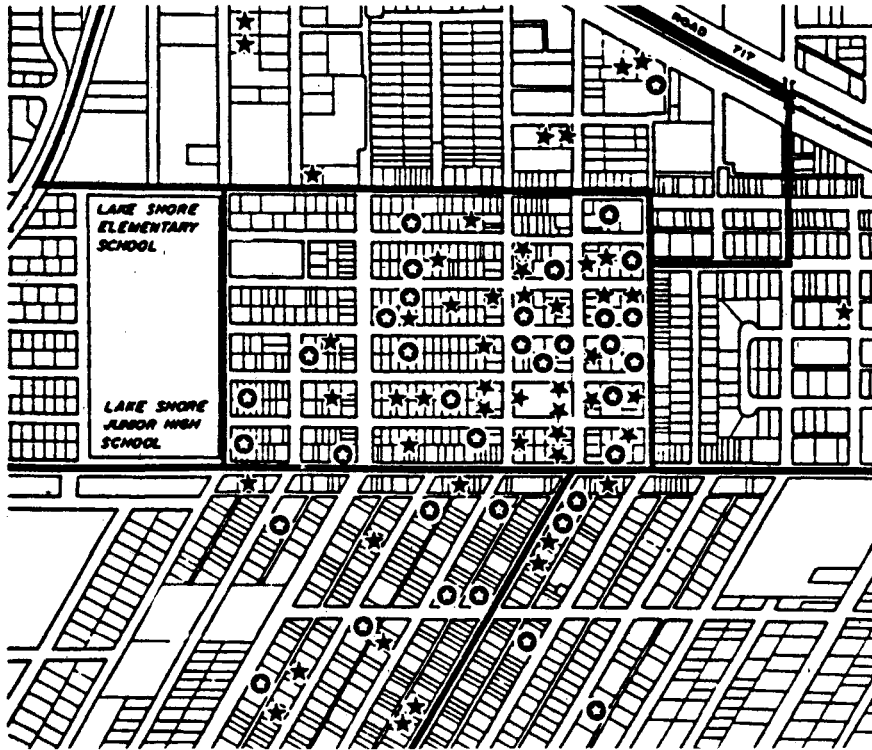 ROAD 717
LAKE SHORE
ELEMENTARY
SCHOOL
LAKE SHORE
JUNIOR HIGH
SCHOOL